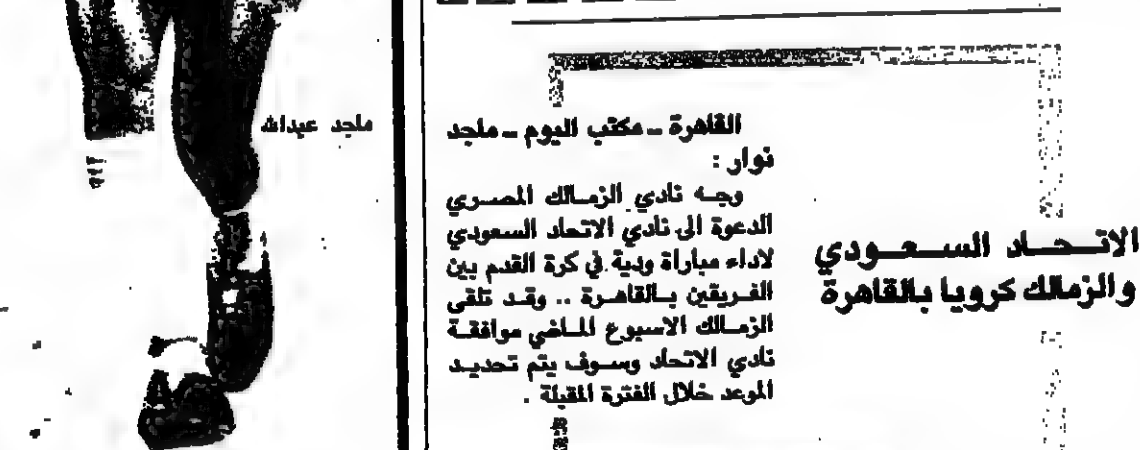 الاتحاد السعودي
والزمالك كرويا بالقاهرة
القاهرة - مكتب اليوم - ماجد
نوار :
وجه نادي الزمالك المصري
الدعوة الى نادي الاتحاد السعودي
لاداء مباراة ودية في كرة القدم بين
الفريقين بالقاهرة .. وقد تلقى
الزمالك الاسبوع الماضي موافقة
نادي الاتحاد وسوف يتم تحديد
الموعد خلال الفترة المقبلة .
ماجد عبدالله